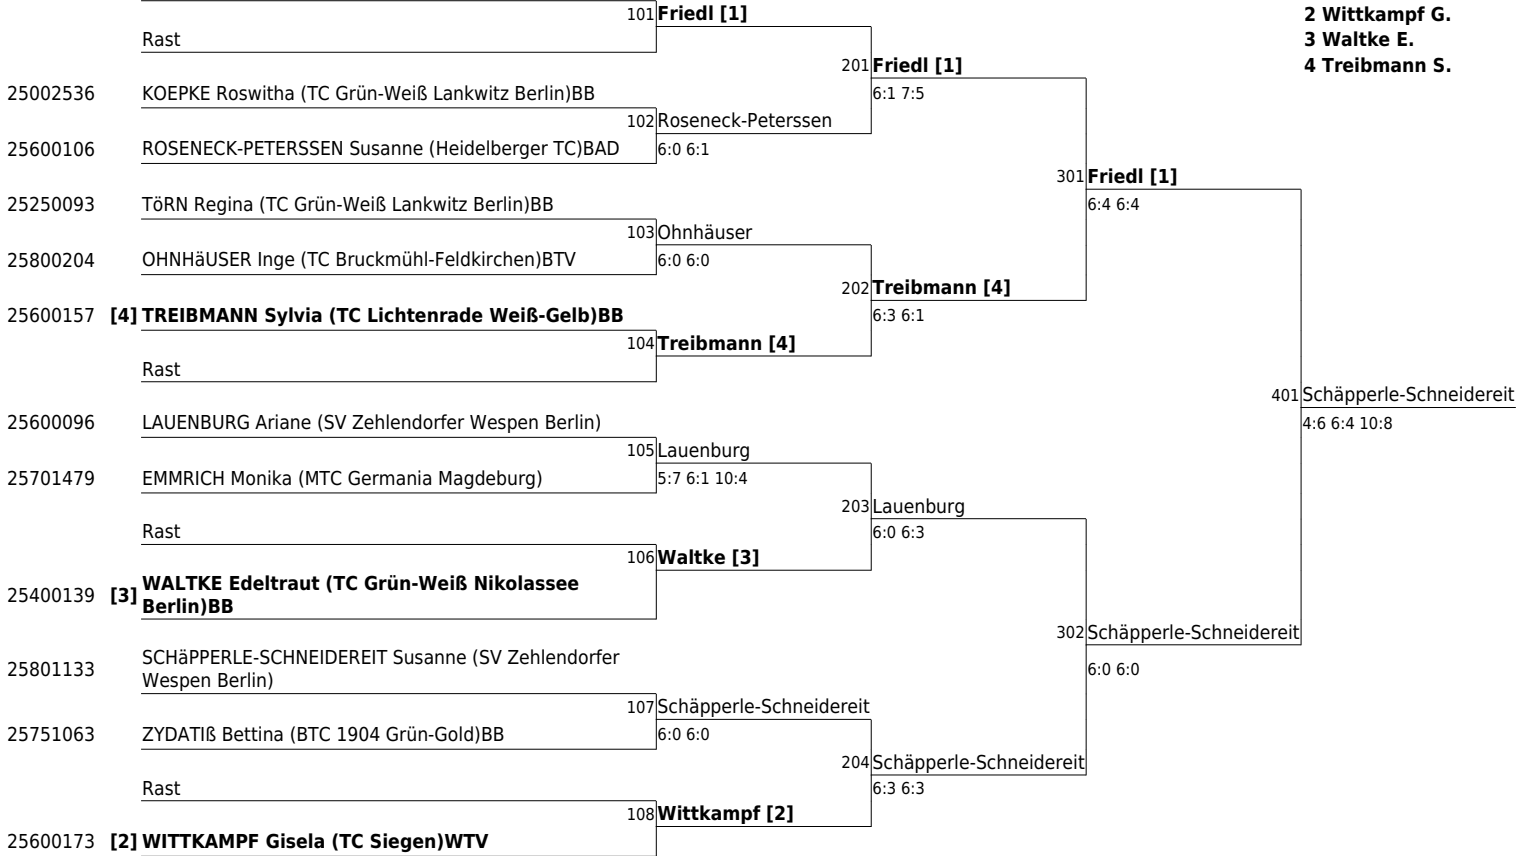 101 Friedl [1]
2 Wittkampf G.
Rast
3 Waltke E.
201 Friedl [1]
4 Treibmann S.
25002536 KOEPKE Roswitha (TC Grün-Weiß Lankwitz Berlin)BB
6:1 7:5
102 Roseneck-Peterssen
25600106 ROSENECK-PETERSSEN Susanne (Heidelberger TC)BAD
6:0 6:1
301 Friedl [1]
25250093 TöRN Regina (TC Grün-Weiß Lankwitz Berlin)BB
6:4 6:4
103 Ohnhäuser
25800204 OHNHäUSER Inge (TC Bruckmühl-Feldkirchen)BTV
6:0 6:0
202 Treibmann [4]
25600157 [4] TREIBMANN Sylvia (TC Lichtenrade Weiß-Gelb)BB
6:3 6:1
104 Treibmann [4]
Rast
401 Schäpperle-Schneidereit
25600096 LAUENBURG Ariane (SV Zehlendorfer Wespen Berlin)
4:6 6:4 10:8
105 Lauenburg
25701479 EMMRICH Monika (MTC Germania Magdeburg)
5:7 6:1 10:4
203 Lauenburg
Rast
6:0 6:3
106 Waltke [3]
25400139 [3] WALTKE Edeltraut (TC Grün-Weiß Nikolassee
Berlin)BB
302 Schäpperle-Schneidereit
25801133 SCHäPPERLE-SCHNEIDEREIT Susanne (SV Zehlendorfer
Wespen Berlin)
6:0 6:0
107 Schäpperle-Schneidereit
25751063 ZYDATIß Bettina (BTC 1904 Grün-Gold)BB
6:0 6:0
204 Schäpperle-Schneidereit
Rast
6:3 6:3
108 Wittkampf [2]
25600173 [2] WITTKAMPF Gisela (TC Siegen)WTV